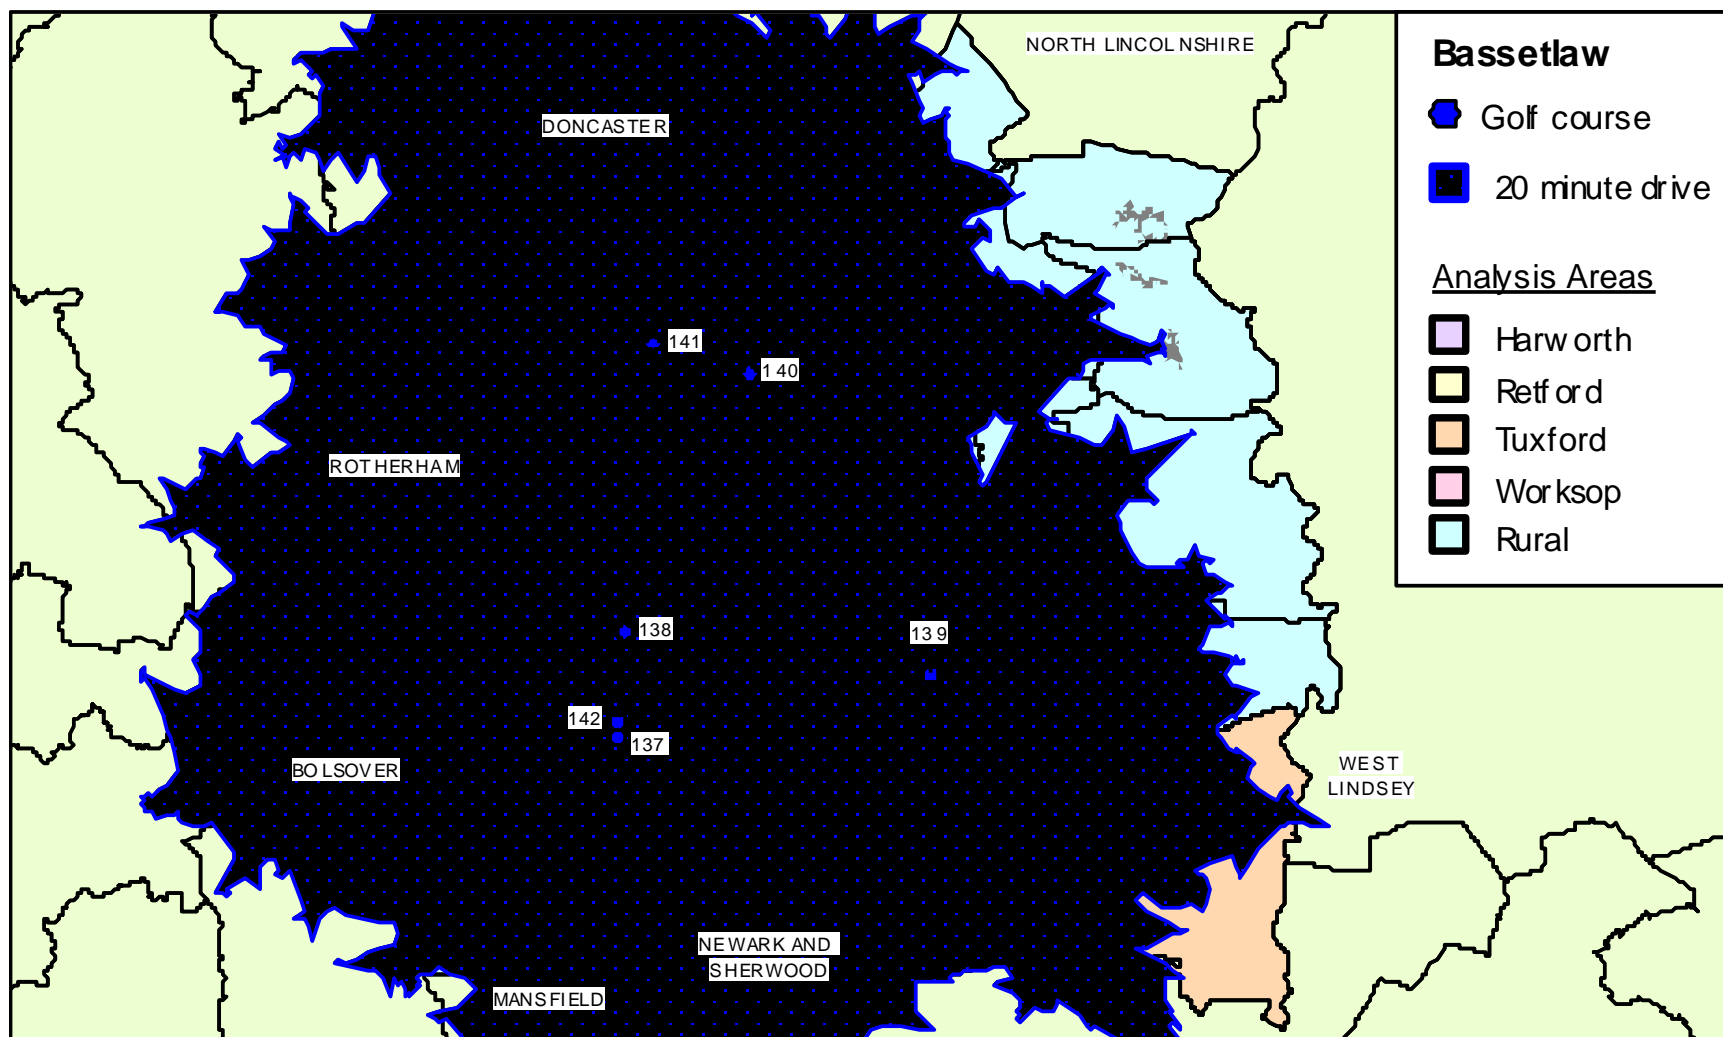 NORTH LINCOLNSHIRE
DONCASTER
141
140
ROTHERHAM
138
139
142
137
BOLSOVER
WEST
LINDSEY
NEWARK AND
SHERWOOD
MANSFIELD
Bassetlaw
Golf course
20 minute drive
Analysis Areas
Harworth
Retford
Tuxford
Worksop
Rural